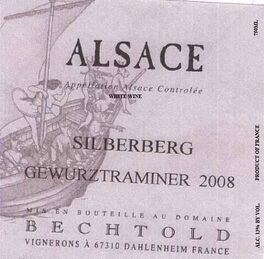 ALSACE
Appellation Alsace Controlée
WHITE WINE
SILBERBERG
GEWURZTRAMINER 2008
MIS EN BOUTEILLE AU DOMAINE
BECHTOLD
VIGNERONS À 67310 DAHLENHEIM FRANCE
750ML
PRODUCT OF FRANCE
ALC. 13% BY VOL.